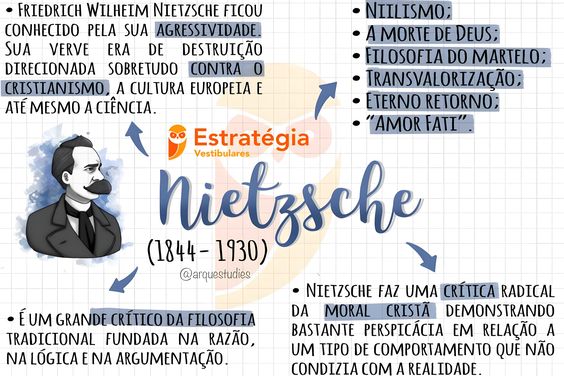 • Friedrich Wilheim Nietzsche ficou
conhecido pela sua agressividade.
Sua verve era de destruição
direcionada sobretudo contra o
cristianismo, a cultura europeia e
até mesmo a ciência.
• Niilismo;
• A morte de Deus;
• Filosofia do martelo;
• Transvalorização;
• Eterno retorno;
• "Amor Fati".
Estratégia
Vestibulares
Nietzsche
(1844 - 1930)
@arquestudies
• É um grande crítico da filosofia
tradicional fundada na razão,
na lógica e na argumentação.
• Nietzsche faz uma crítica radical
da moral cristã demonstrando
bastante perspicácia em relação a
um tipo de comportamento que não
condizia com a realidade.